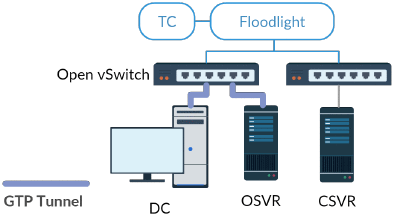 TC
Floodlight
Open vSwitch
GTP Tunnel
DC
OSVR
CSVR